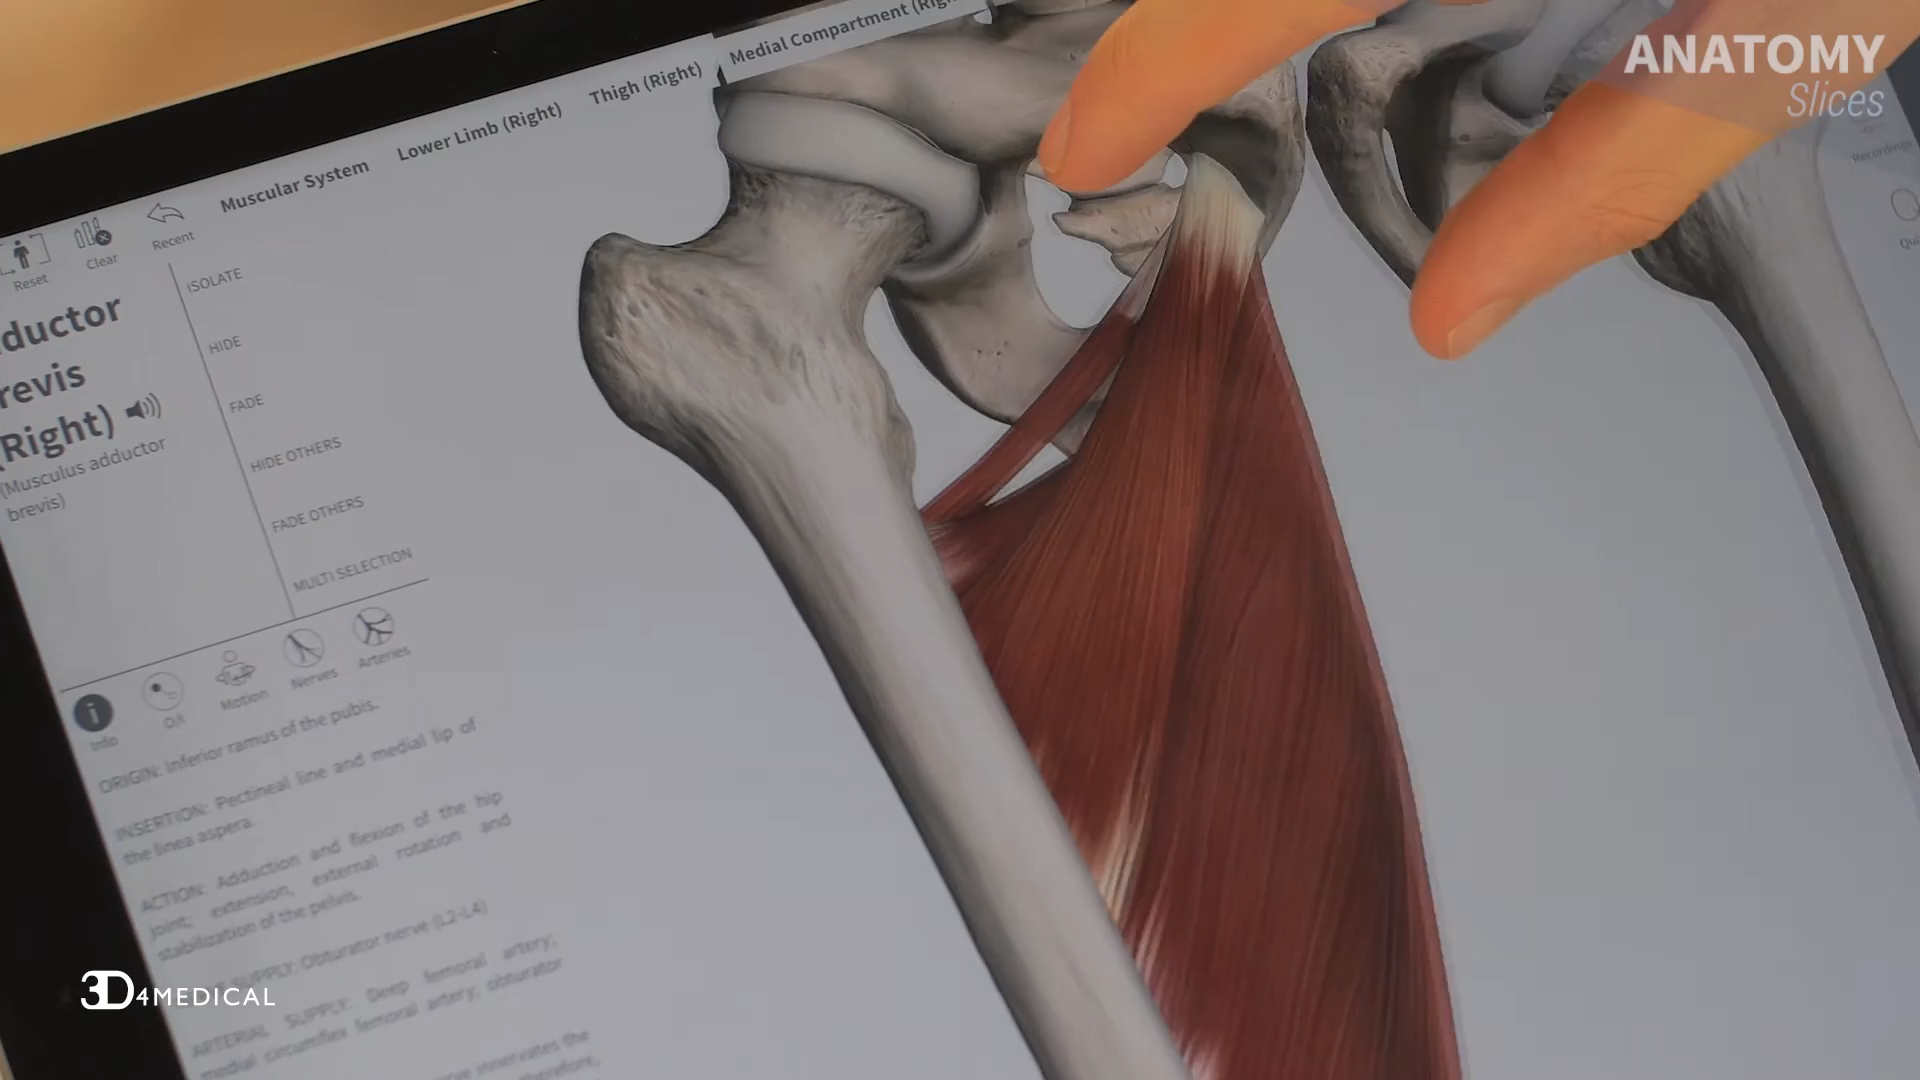 ANATOMY
Slices
Medial Compartment
Thigh (Right)
Lower Limb (Right)
Muscular System
Recordings
Reset
Clear
Recent
ISOLATE
HIDE
FADE
HIDE OTHERS
FADE OTHERS
MULTI SELECTION
(Right)
(Musculus adductor
brevis)
Info
O/I
Motion
Nerves
Arteries
ORIGIN: Inferior ramus of the pubis.
INSERTION: Pectineal line and medial lip of
the linea aspera.
ACTION: Adduction and flexion of the hip
joint; extension, external rotation and
stabilization of the pelvis.
SUPPLY: Obturator nerve (L2-L4)
ARTERIAL SUPPLY: Deep femoral artery;
medial circumflex femoral artery; obturator
innervates the
therefore,
3D4MEDICAL